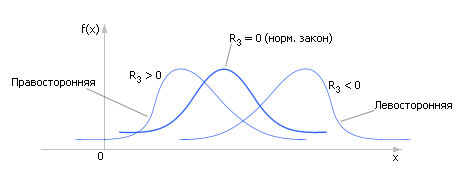 f(x)
R₃ = 0 (норм. закон)
Правосторонняя
R₃ > 0
R₃ < 0
Левосторонняя
0
x